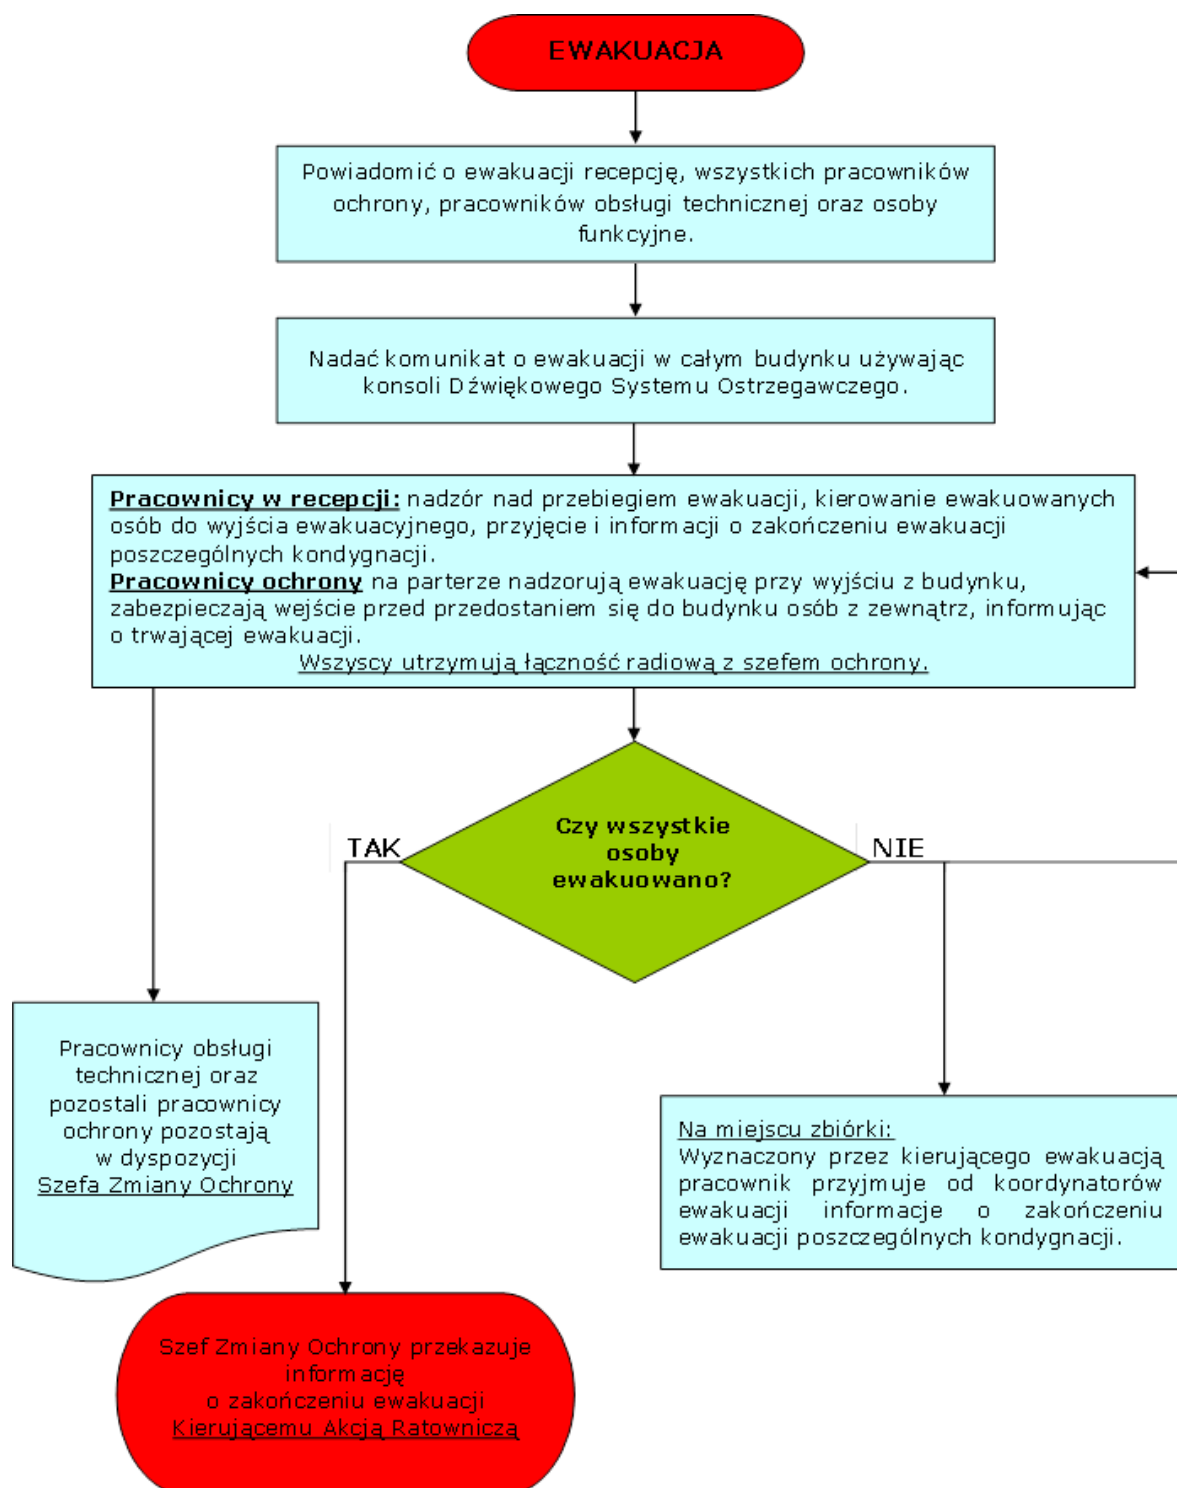 EWAKUACJA
Powiadomić o ewakuacji recepcję, wszystkich pracowników
ochrony, pracowników obsługi technicznej oraz osoby
funkcyjne.
Nadać komunikat o ewakuacji w całym budynku używając
konsoli Dźwiękowego Systemu Ostrzegawczego.
Pracownicy w recepcji: nadzór nad przebiegiem ewakuacji, kierowanie ewakuowanych
osób do wyjścia ewakuacyjnego, przyjęcie i informacji o zakończeniu ewakuacji
poszczególnych kondygnacji.
Pracownicy ochrony na parterze nadzorują ewakuację przy wyjściu z budynku,
zabezpieczają wejście przed przedostaniem się do budynku osób z zewnątrz, informując
o trwającej ewakuacji.
Wszyscy utrzymują łączność radiową z szefem ochrony.
Czy wszystkie
osoby
ewakuowano?
TAK
NIE
Pracownicy obsługi
technicznej oraz
pozostali pracownicy
ochrony pozostają
w dyspozycji
Szefa Zmiany Ochrony
Na miejscu zbiórki:
Wyznaczony przez kierującego ewakuacją
pracownik przyjmuje od koordynatorów
ewakuacji informacje o zakończeniu
ewakuacji poszczególnych kondygnacji.
Szef Zmiany Ochrony przekazuje
informację
o zakończeniu ewakuacji
Kierującemu Akcją Ratowniczą